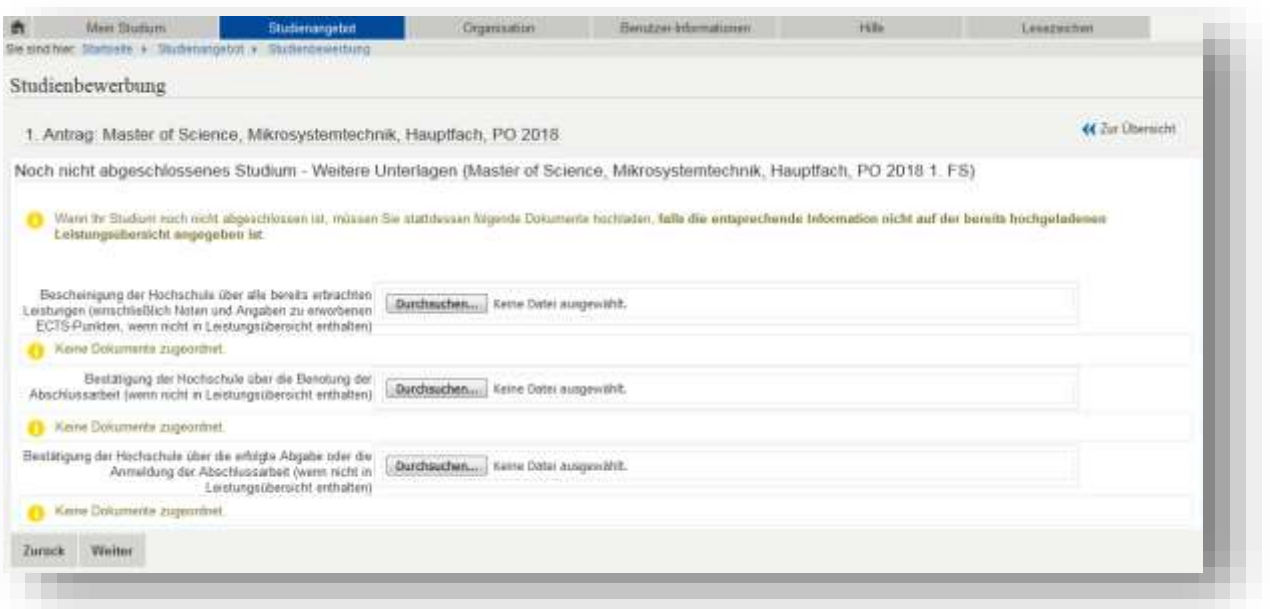 Mein Studium Studienangebot Organisation Benutzer-Informationen Hilfe Lesezeichen
Sie sind hier: Startseite Studienangebot Studienbewerbung
Studienbewerbung
1. Antrag: Master of Science, Mikrosystemtechnik, Hauptfach, PO 2018
Zur Übersicht
Noch nicht abgeschlossenes Studium - Weitere Unterlagen (Master of Science, Mikrosystemtechnik, Hauptfach, PO 2018 1. FS)
Wenn Ihr Studium noch nicht abgeschlossen ist, müssen Sie stattdessen folgende Dokumente hochladen, falls die entsprechende Information nicht auf der bereits hochgeladenen
Leistungsübersicht angegeben ist.
Bescheinigung der Hochschule über alle bereits erbrachten
Leistungen (einschließlich Noten und Angaben zu erworbenen
ECTS-Punkten, wenn nicht in Leistungsübersicht enthalten)
Durchsuchen... Keine Datei ausgewählt.
Keine Dokumente zugeordnet.
Bestätigung der Hochschule über die Benotung der
Abschlussarbeit (wenn nicht in Leistungsübersicht enthalten)
Durchsuchen... Keine Datei ausgewählt.
Keine Dokumente zugeordnet.
Bestätigung der Hochschule über die erfolgte Abgabe oder die
Anmeldung der Abschlussarbeit (wenn nicht in
Leistungsübersicht enthalten)
Durchsuchen... Keine Datei ausgewählt.
Keine Dokumente zugeordnet.
Zurück Weiter